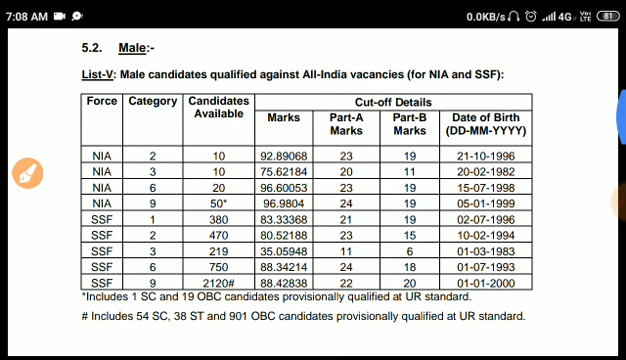 7:08 AM 0.0KB/s 4G Vo) LTE 81
5.2. Male:-
List-V: Male candidates qualified against All-India vacancies (for NIA and SSF):
Force Category Candidates Available Cut-off Details
Marks Part-A Marks Part-B Marks Date of Birth (DD-MM-YYYY)
NIA 2 10 92.89068 23 19 21-10-1996
NIA 3 10 75.62184 20 11 20-02-1982
NIA 6 20 96.60053 23 19 15-07-1998
NIA 9 50* 96.9804 24 19 05-01-1999
SSF 1 380 83.33368 21 19 02-07-1996
SSF 2 470 80.52188 23 15 10-02-1994
SSF 3 219 35.05948 11 6 01-03-1983
SSF 6 750 88.34214 24 18 01-07-1993
SSF 9 2120# 88.42838 22 20 01-01-2000
*Includes 1 SC and 19 OBC candidates provisionally qualified at UR standard.
# Includes 54 SC, 38 ST and 901 OBC candidates provisionally qualified at UR standard.